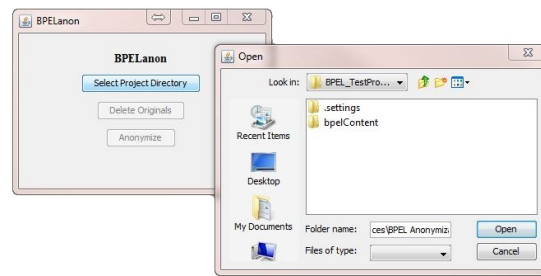 BPELanon
BPELanon
Select Project Directory
Delete Originals
Anonymize
Open
Look in:
BPEL_TestPro...
.settings
bpelContent
Recent Items
Desktop
My Documents
Folder name:
ces\BPEL Anonymiz
Open
Files of type:
Cancel